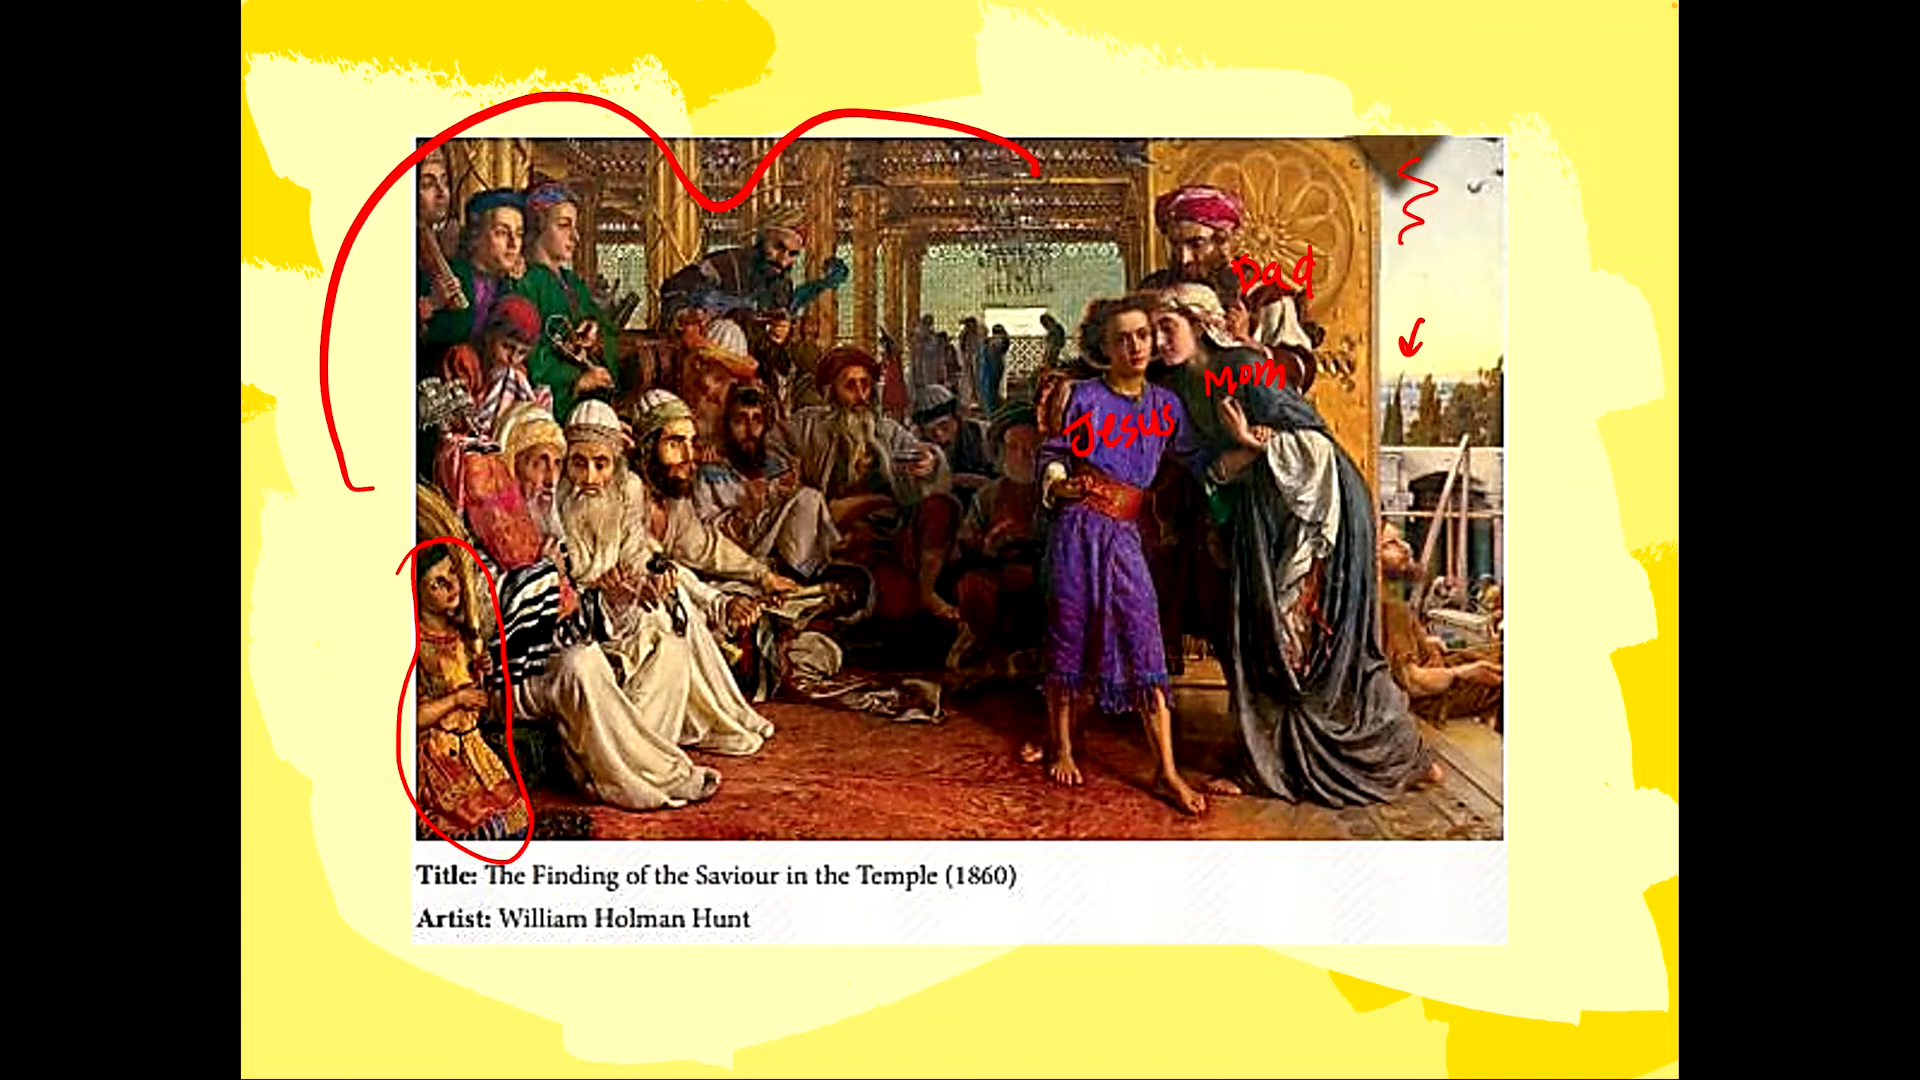 Dad
Mom
Jesus
Title: The Finding of the Saviour in the Temple (1860)
Artist: William Holman Hunt